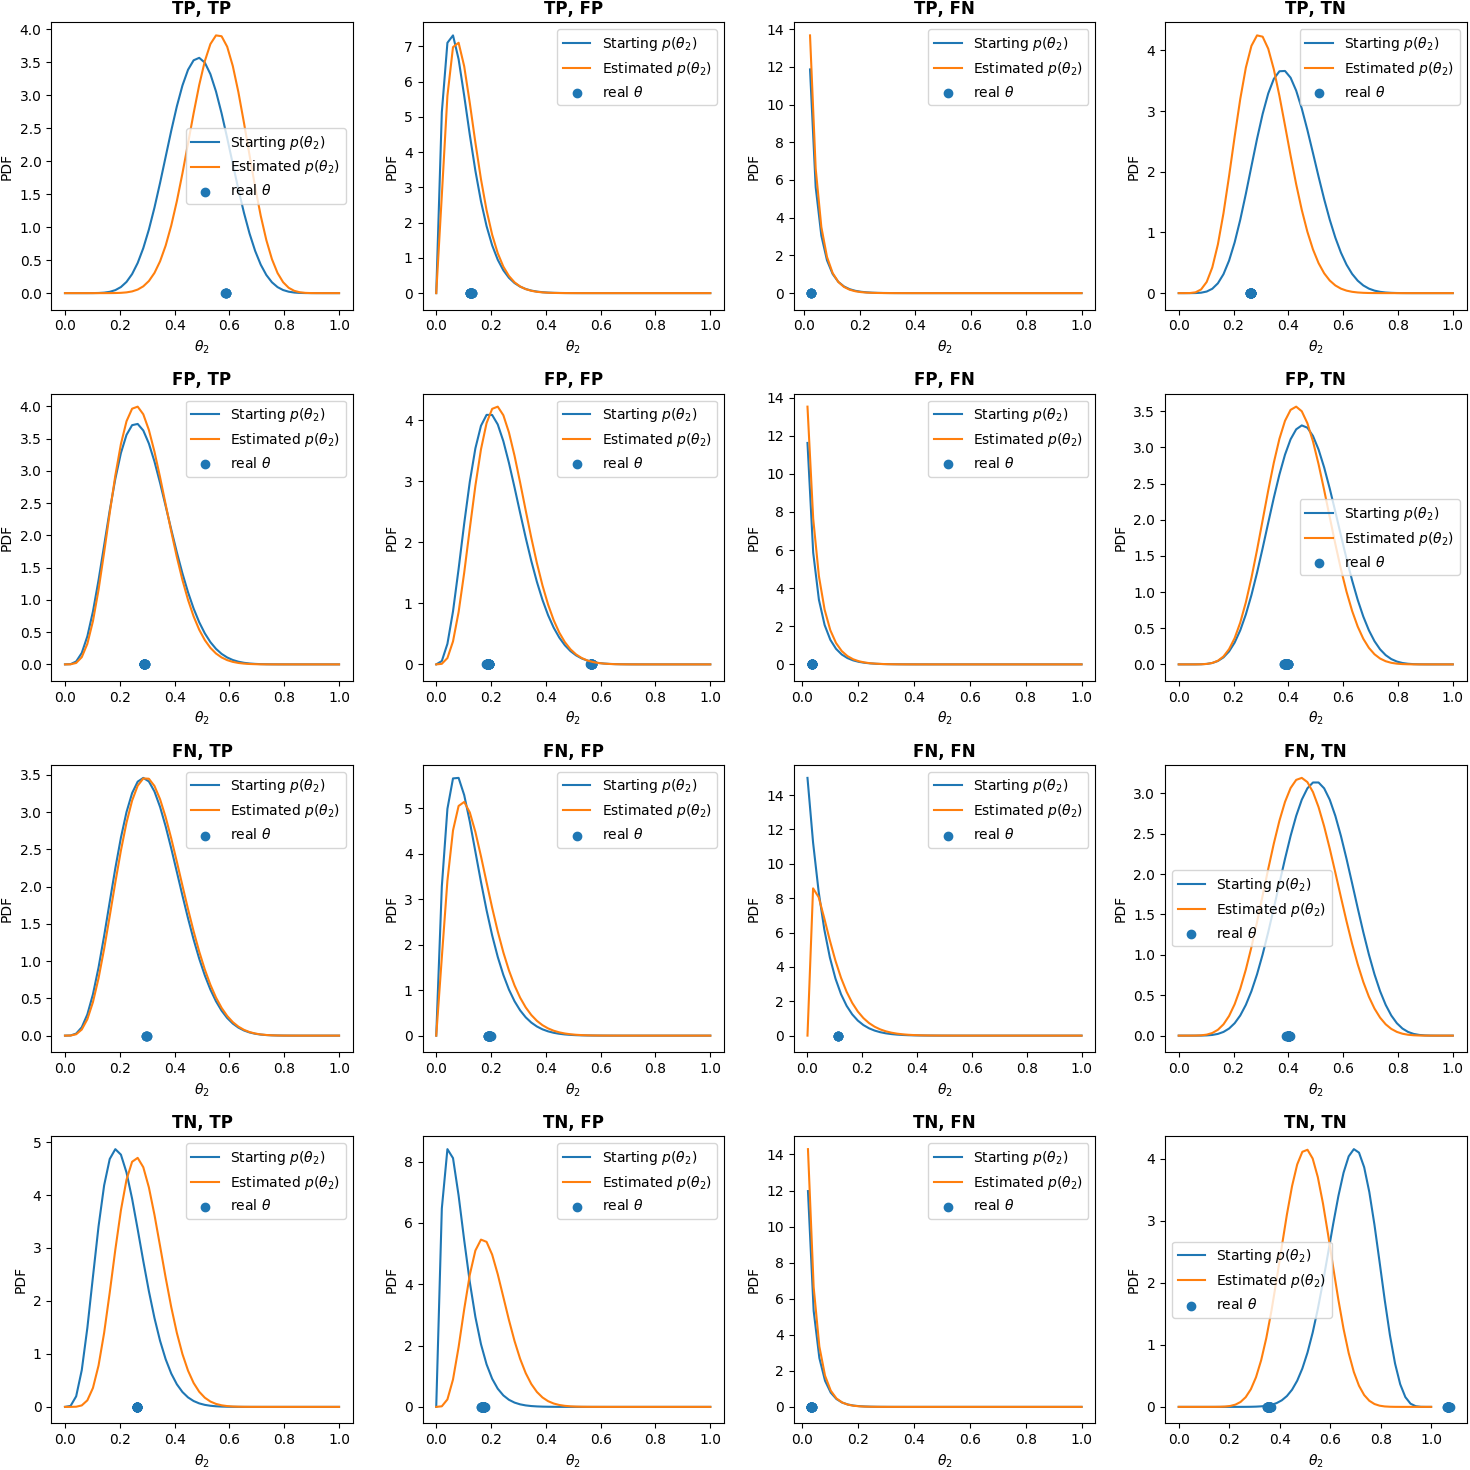 TP, TP
4.0
3.5
3.0
2.5
2.0
1.5
1.0
0.5
0.0
PDF
Starting p(θ₂)
Estimated p(θ₂)
real θ
0.0 0.2 0.4 0.6 0.8 1.0
θ₂
TP, FP
7
6
5
4
3
2
1
0
PDF
Starting p(θ₂)
Estimated p(θ₂)
real θ
0.0 0.2 0.4 0.6 0.8 1.0
θ₂
TP, FN
14
12
10
8
6
4
2
0
PDF
Starting p(θ₂)
Estimated p(θ₂)
real θ
0.0 0.2 0.4 0.6 0.8 1.0
θ₂
TP, TN
4
3
2
1
0
PDF
Starting p(θ₂)
Estimated p(θ₂)
real θ
0.0 0.2 0.4 0.6 0.8 1.0
θ₂
FP, TP
4.0
3.5
3.0
2.5
2.0
1.5
1.0
0.5
0.0
PDF
Starting p(θ₂)
Estimated p(θ₂)
real θ
0.0 0.2 0.4 0.6 0.8 1.0
θ₂
FP, FP
4
3
2
1
0
PDF
Starting p(θ₂)
Estimated p(θ₂)
real θ
0.0 0.2 0.4 0.6 0.8 1.0
θ₂
FP, FN
14
12
10
8
6
4
2
0
PDF
Starting p(θ₂)
Estimated p(θ₂)
real θ
0.0 0.2 0.4 0.6 0.8 1.0
θ₂
FP, TN
3.5
3.0
2.5
2.0
1.5
1.0
0.5
0.0
PDF
Starting p(θ₂)
Estimated p(θ₂)
real θ
0.0 0.2 0.4 0.6 0.8 1.0
θ₂
FN, TP
3.5
3.0
2.5
2.0
1.5
1.0
0.5
0.0
PDF
Starting p(θ₂)
Estimated p(θ₂)
real θ
0.0 0.2 0.4 0.6 0.8 1.0
θ₂
FN, FP
5
4
3
2
1
0
PDF
Starting p(θ₂)
Estimated p(θ₂)
real θ
0.0 0.2 0.4 0.6 0.8 1.0
θ₂
FN, FN
14
12
10
8
6
4
2
0
PDF
Starting p(θ₂)
Estimated p(θ₂)
real θ
0.0 0.2 0.4 0.6 0.8 1.0
θ₂
FN, TN
3.0
2.5
2.0
1.5
1.0
0.5
0.0
PDF
Starting p(θ₂)
Estimated p(θ₂)
real θ
0.0 0.2 0.4 0.6 0.8 1.0
θ₂
TN, TP
5
4
3
2
1
0
PDF
Starting p(θ₂)
Estimated p(θ₂)
real θ
0.0 0.2 0.4 0.6 0.8 1.0
θ₂
TN, FP
8
6
4
2
0
PDF
Starting p(θ₂)
Estimated p(θ₂)
real θ
0.0 0.2 0.4 0.6 0.8 1.0
θ₂
TN, FN
14
12
10
8
6
4
2
0
PDF
Starting p(θ₂)
Estimated p(θ₂)
real θ
0.0 0.2 0.4 0.6 0.8 1.0
θ₂
TN, TN
4
3
2
1
0
PDF
Starting p(θ₂)
Estimated p(θ₂)
real θ
0.0 0.2 0.4 0.6 0.8 1.0
θ₂